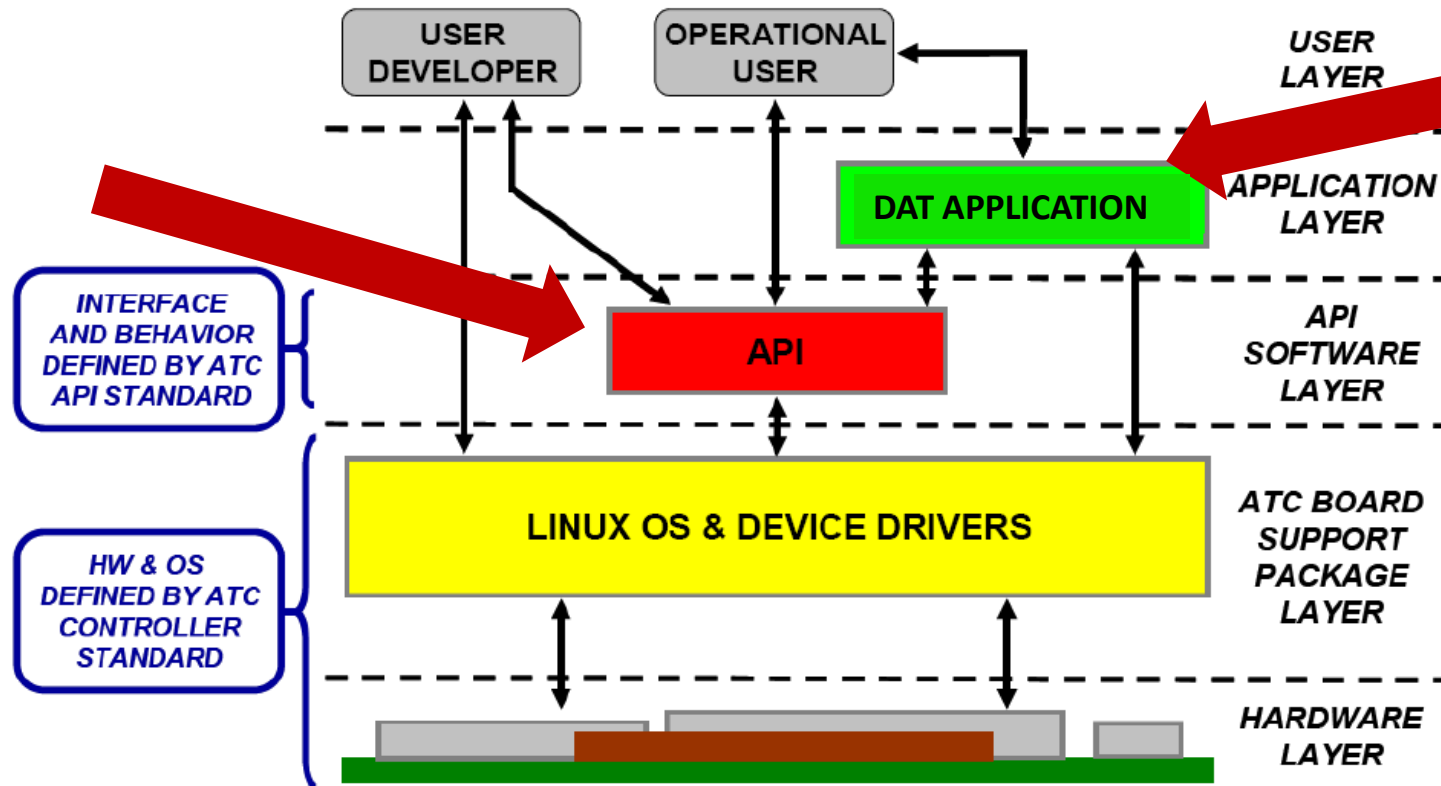 USER
DEVELOPER
OPERATIONAL
USER
USER
LAYER
DAT APPLICATION
APPLICATION
LAYER
INTERFACE
AND BEHAVIOR
DEFINED BY ATC
API STANDARD
API
API
SOFTWARE
LAYER
LINUX OS & DEVICE DRIVERS
ATC BOARD
SUPPORT
PACKAGE
LAYER
HW & OS
DEFINED BY ATC
CONTROLLER
STANDARD
HARDWARE
LAYER